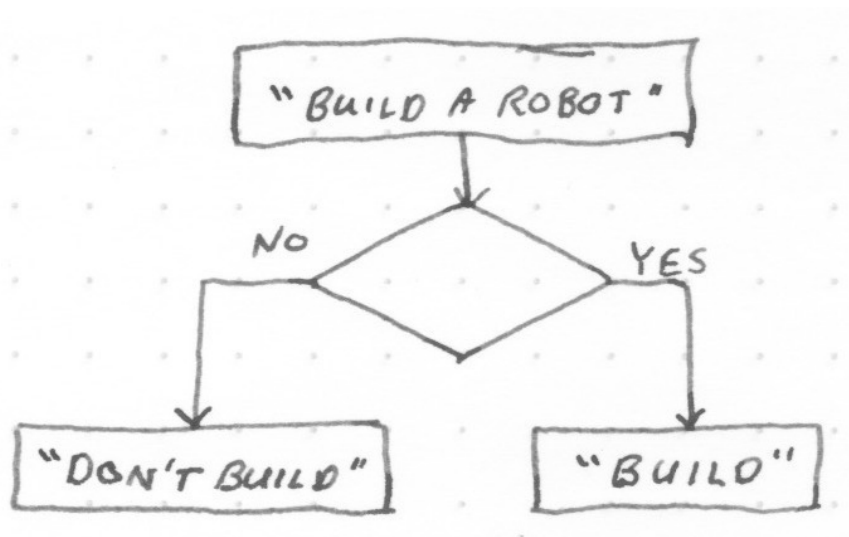 "BUILD A ROBOT"
NO
YES
"DON'T BUILD"
"BUILD"